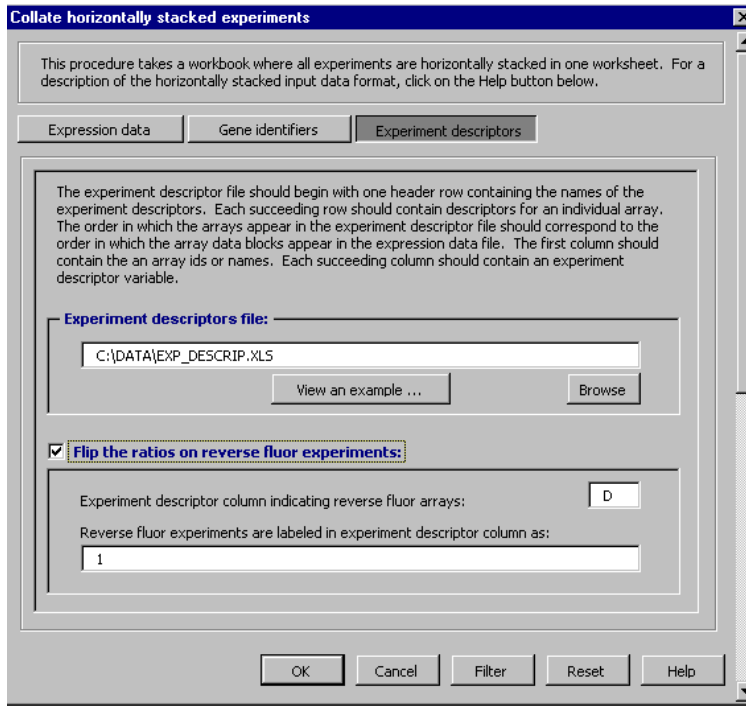 Collate horizontally stacked experiments
This procedure takes a workbook where all experiments are horizontally stacked in one worksheet. For a
description of the horizontally stacked input data format, click on the Help button below.
Expression data Gene identifiers Experiment descriptors
The experiment descriptor file should begin with one header row containing the names of the
experiment descriptors. Each succeeding row should contain descriptors for an individual array.
The order in which the arrays appear in the experiment descriptor file should correspond to the
order in which the array data blocks appear in the expression data file. The first column should
contain the an array ids or names. Each succeeding column should contain an experiment
descriptor variable.
Experiment descriptors file:
C:\DATA\EXP_DESCRIP.XLS
View an example ... Browse
Flip the ratios on reverse fluor experiments:
Experiment descriptor column indicating reverse fluor arrays: D
Reverse fluor experiments are labeled in experiment descriptor column as:
1
OK Cancel Filter Reset Help